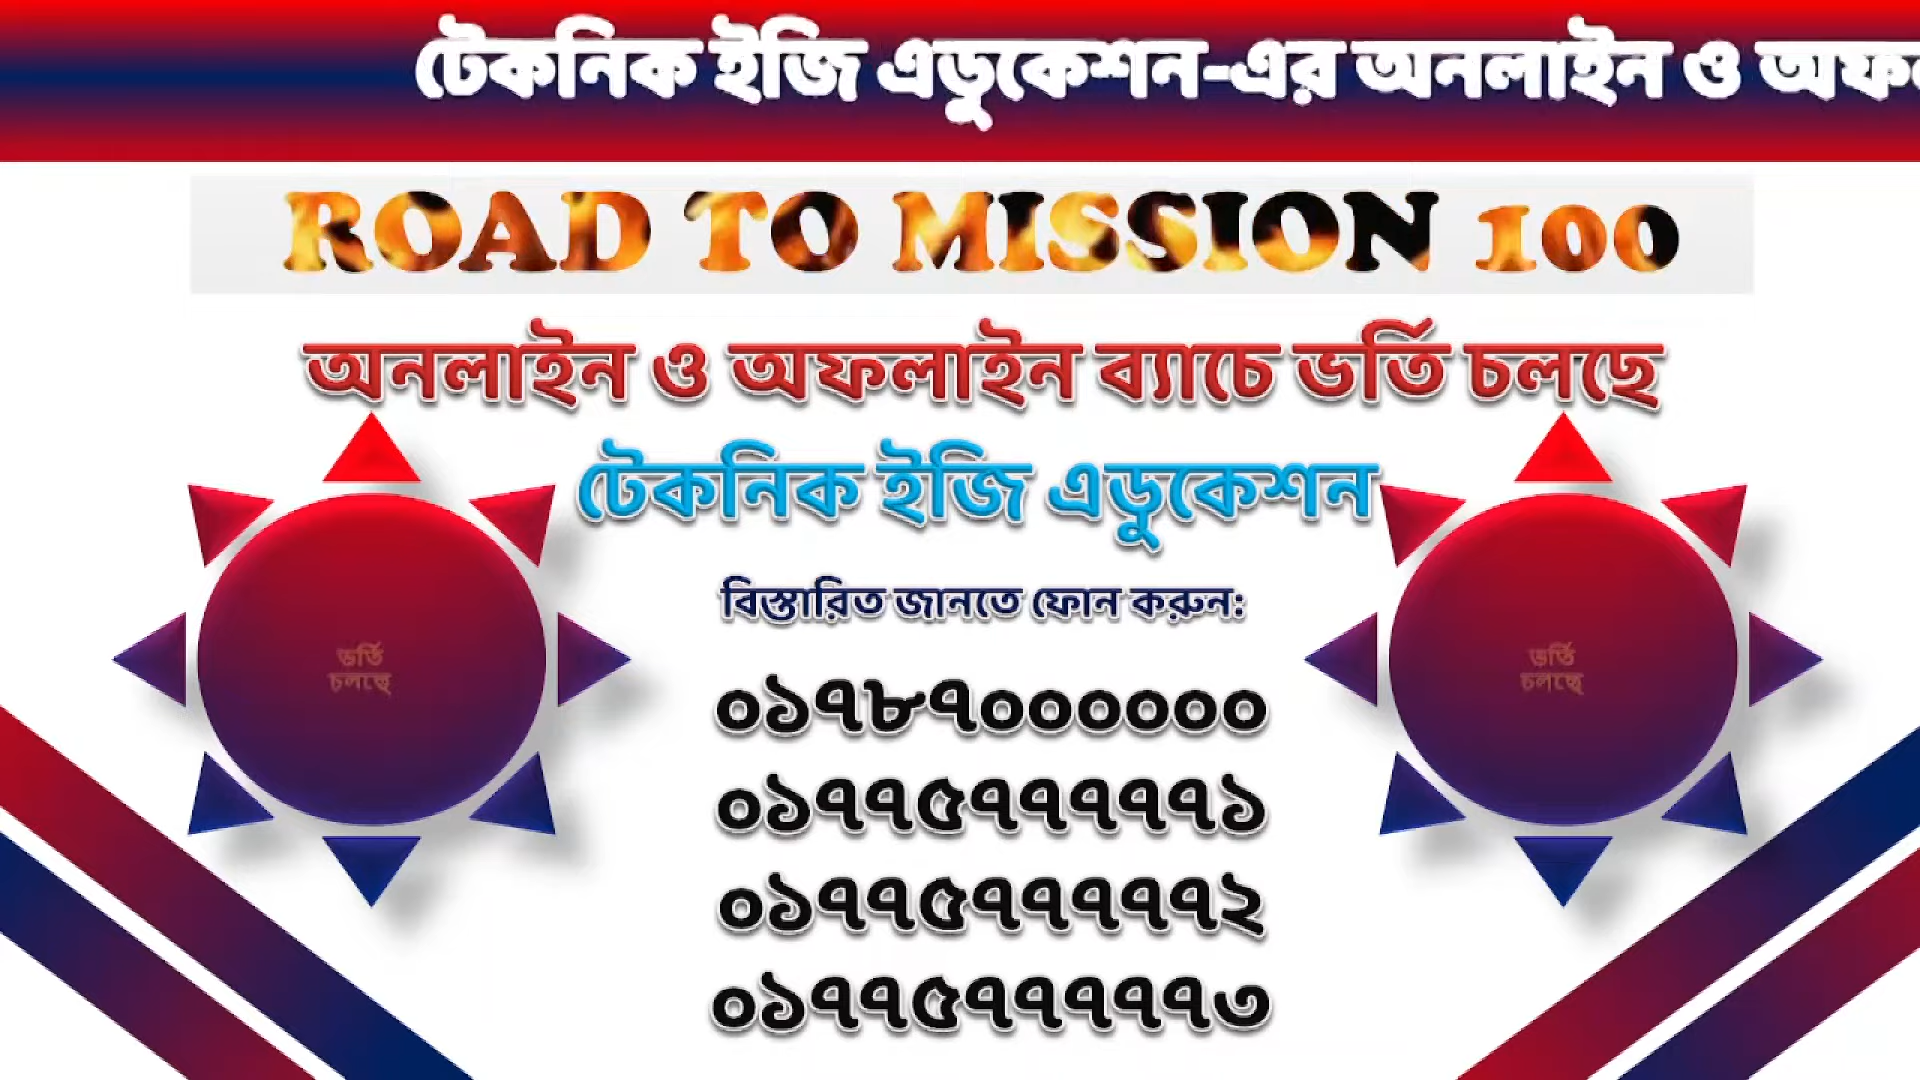 টেকনিক ইজি এডুকেশন-এর অনলাইন ও
ROAD TO MISSION 100
অনলাইন ও অফলাইন ব্যাচে ভর্তি চলছে
টেকনিক ইজি এডুকেশন
বিস্তারিত জানতে ফোন করুন:
ভর্তি
চলছে
ভর্তি
চলছে
০১৭৮৭০০০০০০
০১৭৭৫৭৭৭৭৭১
০১৭৭৫৭৭৭৭৭২
০১৭৭৫৭৭৭৭৭৩